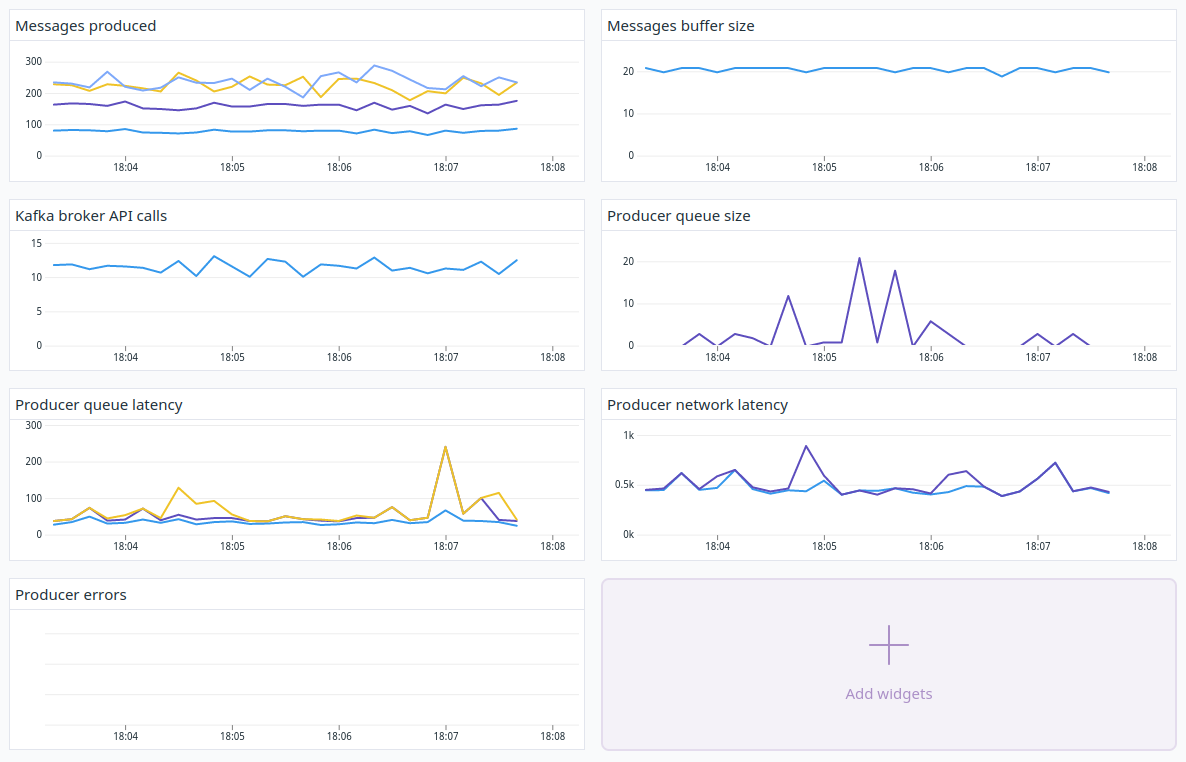 Messages produced
300
200
100
0
18:04 18:05 18:06 18:07 18:08
Messages buffer size
20
10
0
18:04 18:05 18:06 18:07 18:08
Kafka broker API calls
15
10
5
0
18:04 18:05 18:06 18:07 18:08
Producer queue size
20
10
0
18:04 18:05 18:06 18:07 18:08
Producer queue latency
300
200
100
0
18:04 18:05 18:06 18:07 18:08
Producer network latency
1k
0.5k
0k
18:04 18:05 18:06 18:07 18:08
Producer errors
18:04 18:05 18:06 18:07 18:08
Add widgets